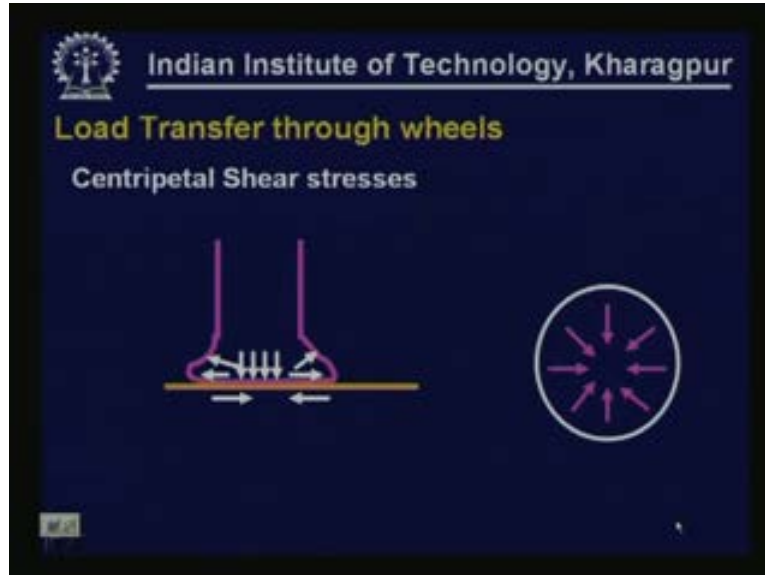 Indian Institute of Technology, Kharagpur
Load Transfer through wheels
Centripetal Shear stresses